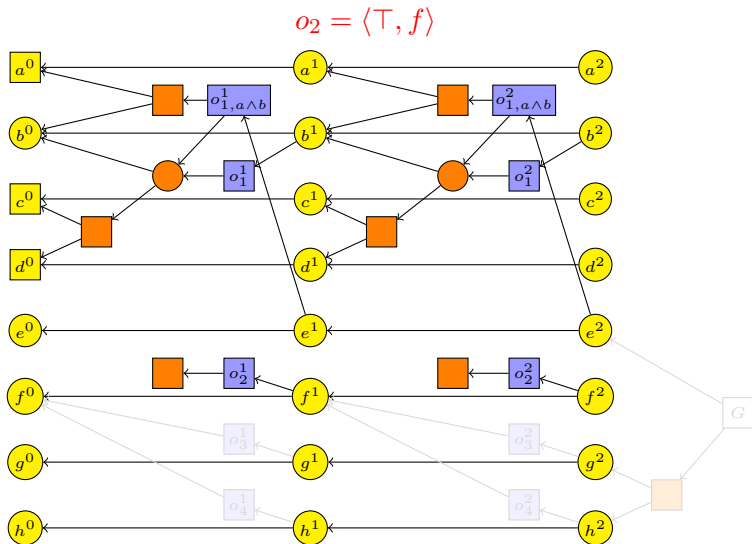 o₂ = ⟨⊤, f⟩
a⁰ a¹ a²
o¹₁,ₐ∧b o²₁,ₐ∧b
b⁰ b¹ b²
o¹₁ o²₁
c⁰ c¹ c²
d⁰ d¹ d²
e⁰ e¹ e²
o¹₂ o²₂
f⁰ f¹ f²
G
o¹₃ o²₃
g⁰ g¹ g²
o¹₄ o²₄
h⁰ h¹ h²